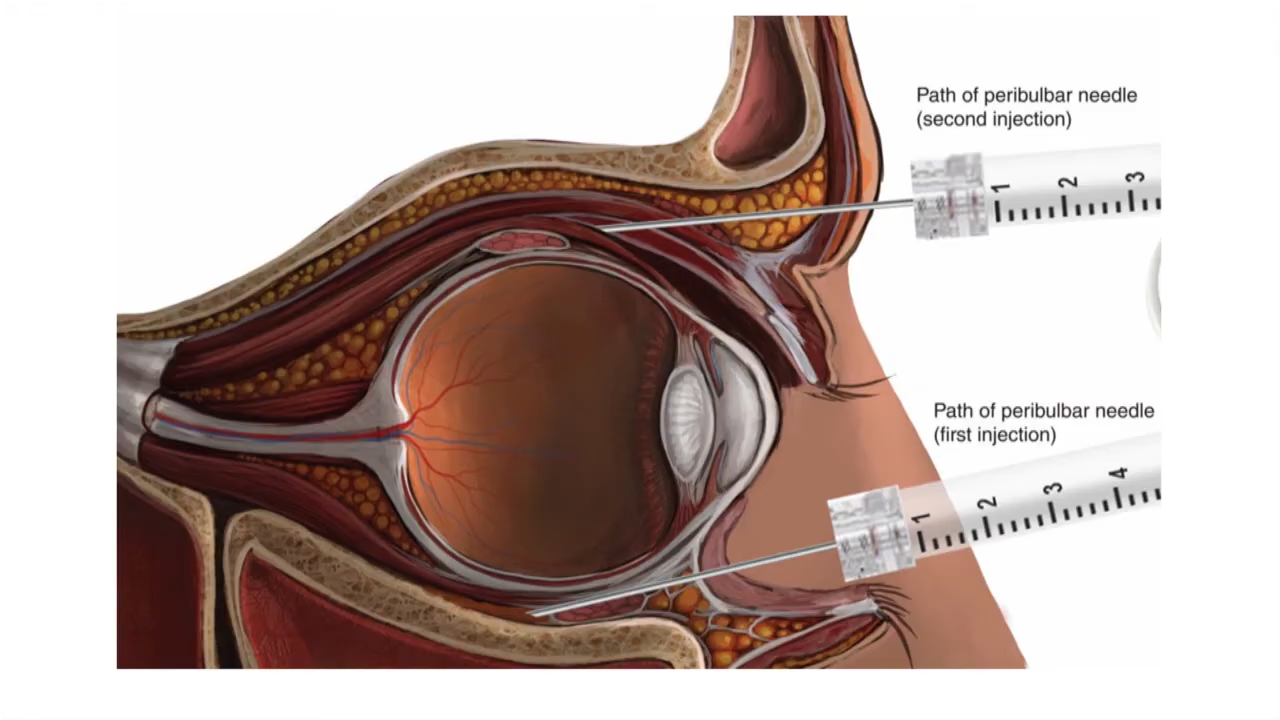 Path of peribulbar needle
(second injection)
1 2 3
Path of peribulbar needle
(first injection)
1 2 3 4